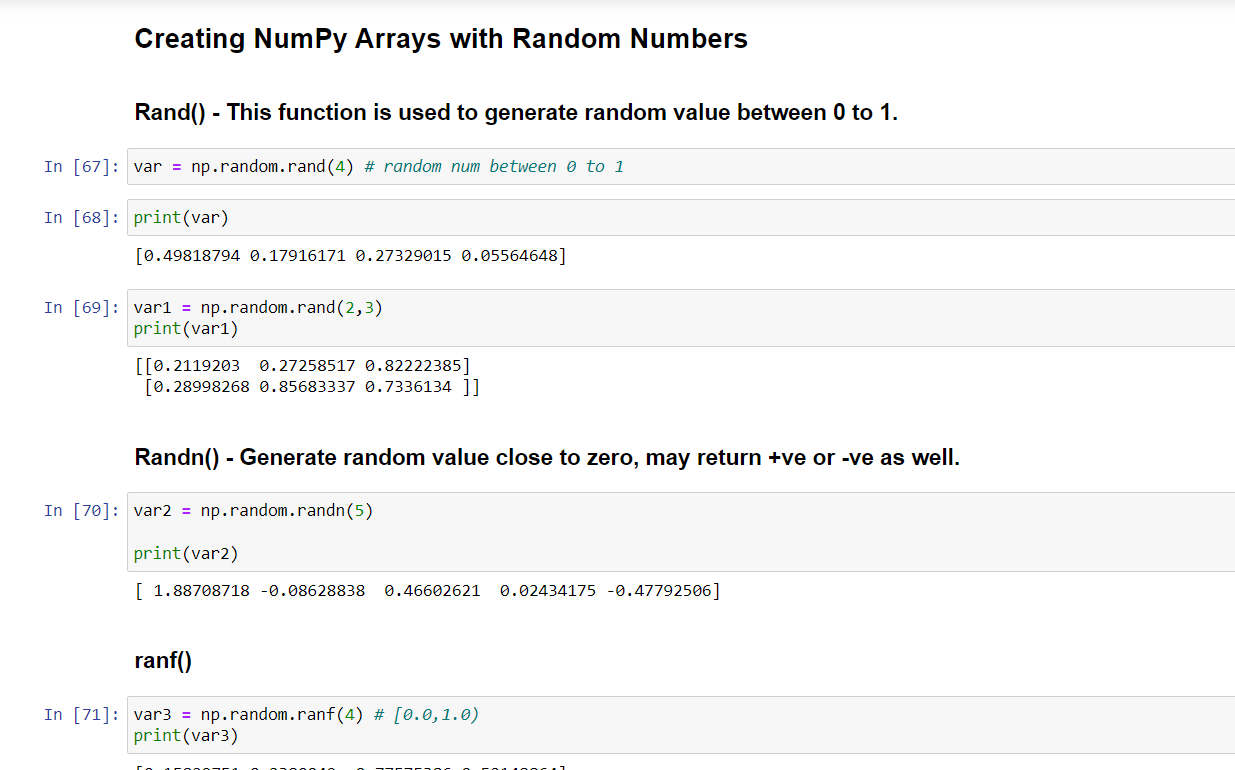 Creating NumPy Arrays with Random Numbers
Rand() - This function is used to generate random value between 0 to 1.
In [67]: var = np.random.rand(4) # random num between 0 to 1
In [68]: print(var)
[0.49818794 0.17916171 0.27329015 0.05564648]
In [69]: var1 = np.random.rand(2,3)
print(var1)
[[0.2119203  0.27258517 0.82222385]
 [0.28998268 0.85683337 0.7336134 ]]
Randn() - Generate random value close to zero, may return +ve or -ve as well.
In [70]: var2 = np.random.randn(5)
print(var2)
[ 1.88708718 -0.08628838  0.46602621  0.02434175 -0.47792506]
ranf()
In [71]: var3 = np.random.ranf(4) # [0.0,1.0)
print(var3)